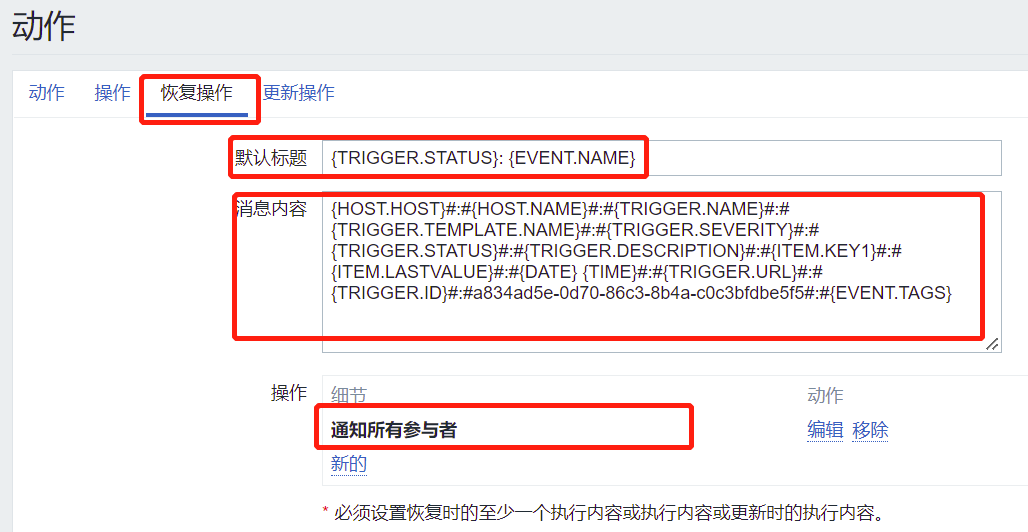 动作
动作 操作 恢复操作 更新操作
默认标题 {TRIGGER.STATUS}: {EVENT.NAME}
消息内容 {HOST.HOST}#:#{HOST.NAME}#:#{TRIGGER.NAME}#:#
{TRIGGER.TEMPLATE.NAME}#:#{TRIGGER.SEVERITY}#:#
{TRIGGER.STATUS}#:#{TRIGGER.DESCRIPTION}#:#{ITEM.KEY1}#:#
{ITEM.LASTVALUE}#:#{DATE} {TIME}#:#{TRIGGER.URL}#:#
{TRIGGER.ID}#:#a834ad5e-0d70-86c3-8b4a-c0c3bfdbe5f5#:#{EVENT.TAGS}
操作 细节 动作
通知所有参与者 编辑 移除
新的
* 必须设置恢复时的至少一个执行内容或执行内容或更新时的执行内容。